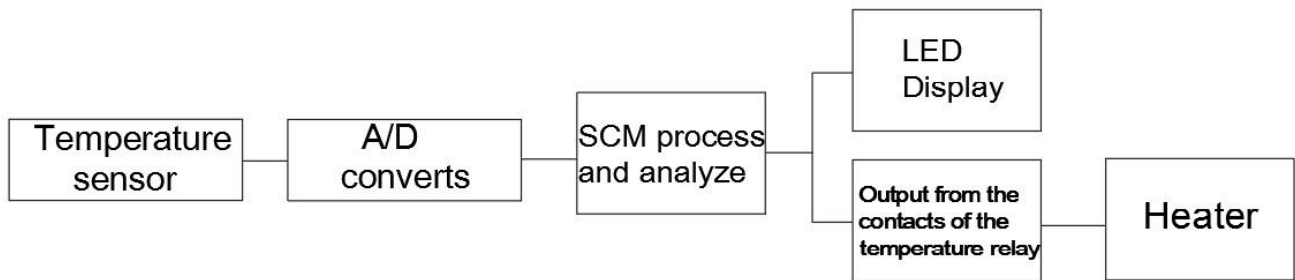 Temperature
sensor
A/D
converts
SCM process
and analyze
LED
Display
Output from the
contacts of the
temperature relay
Heater